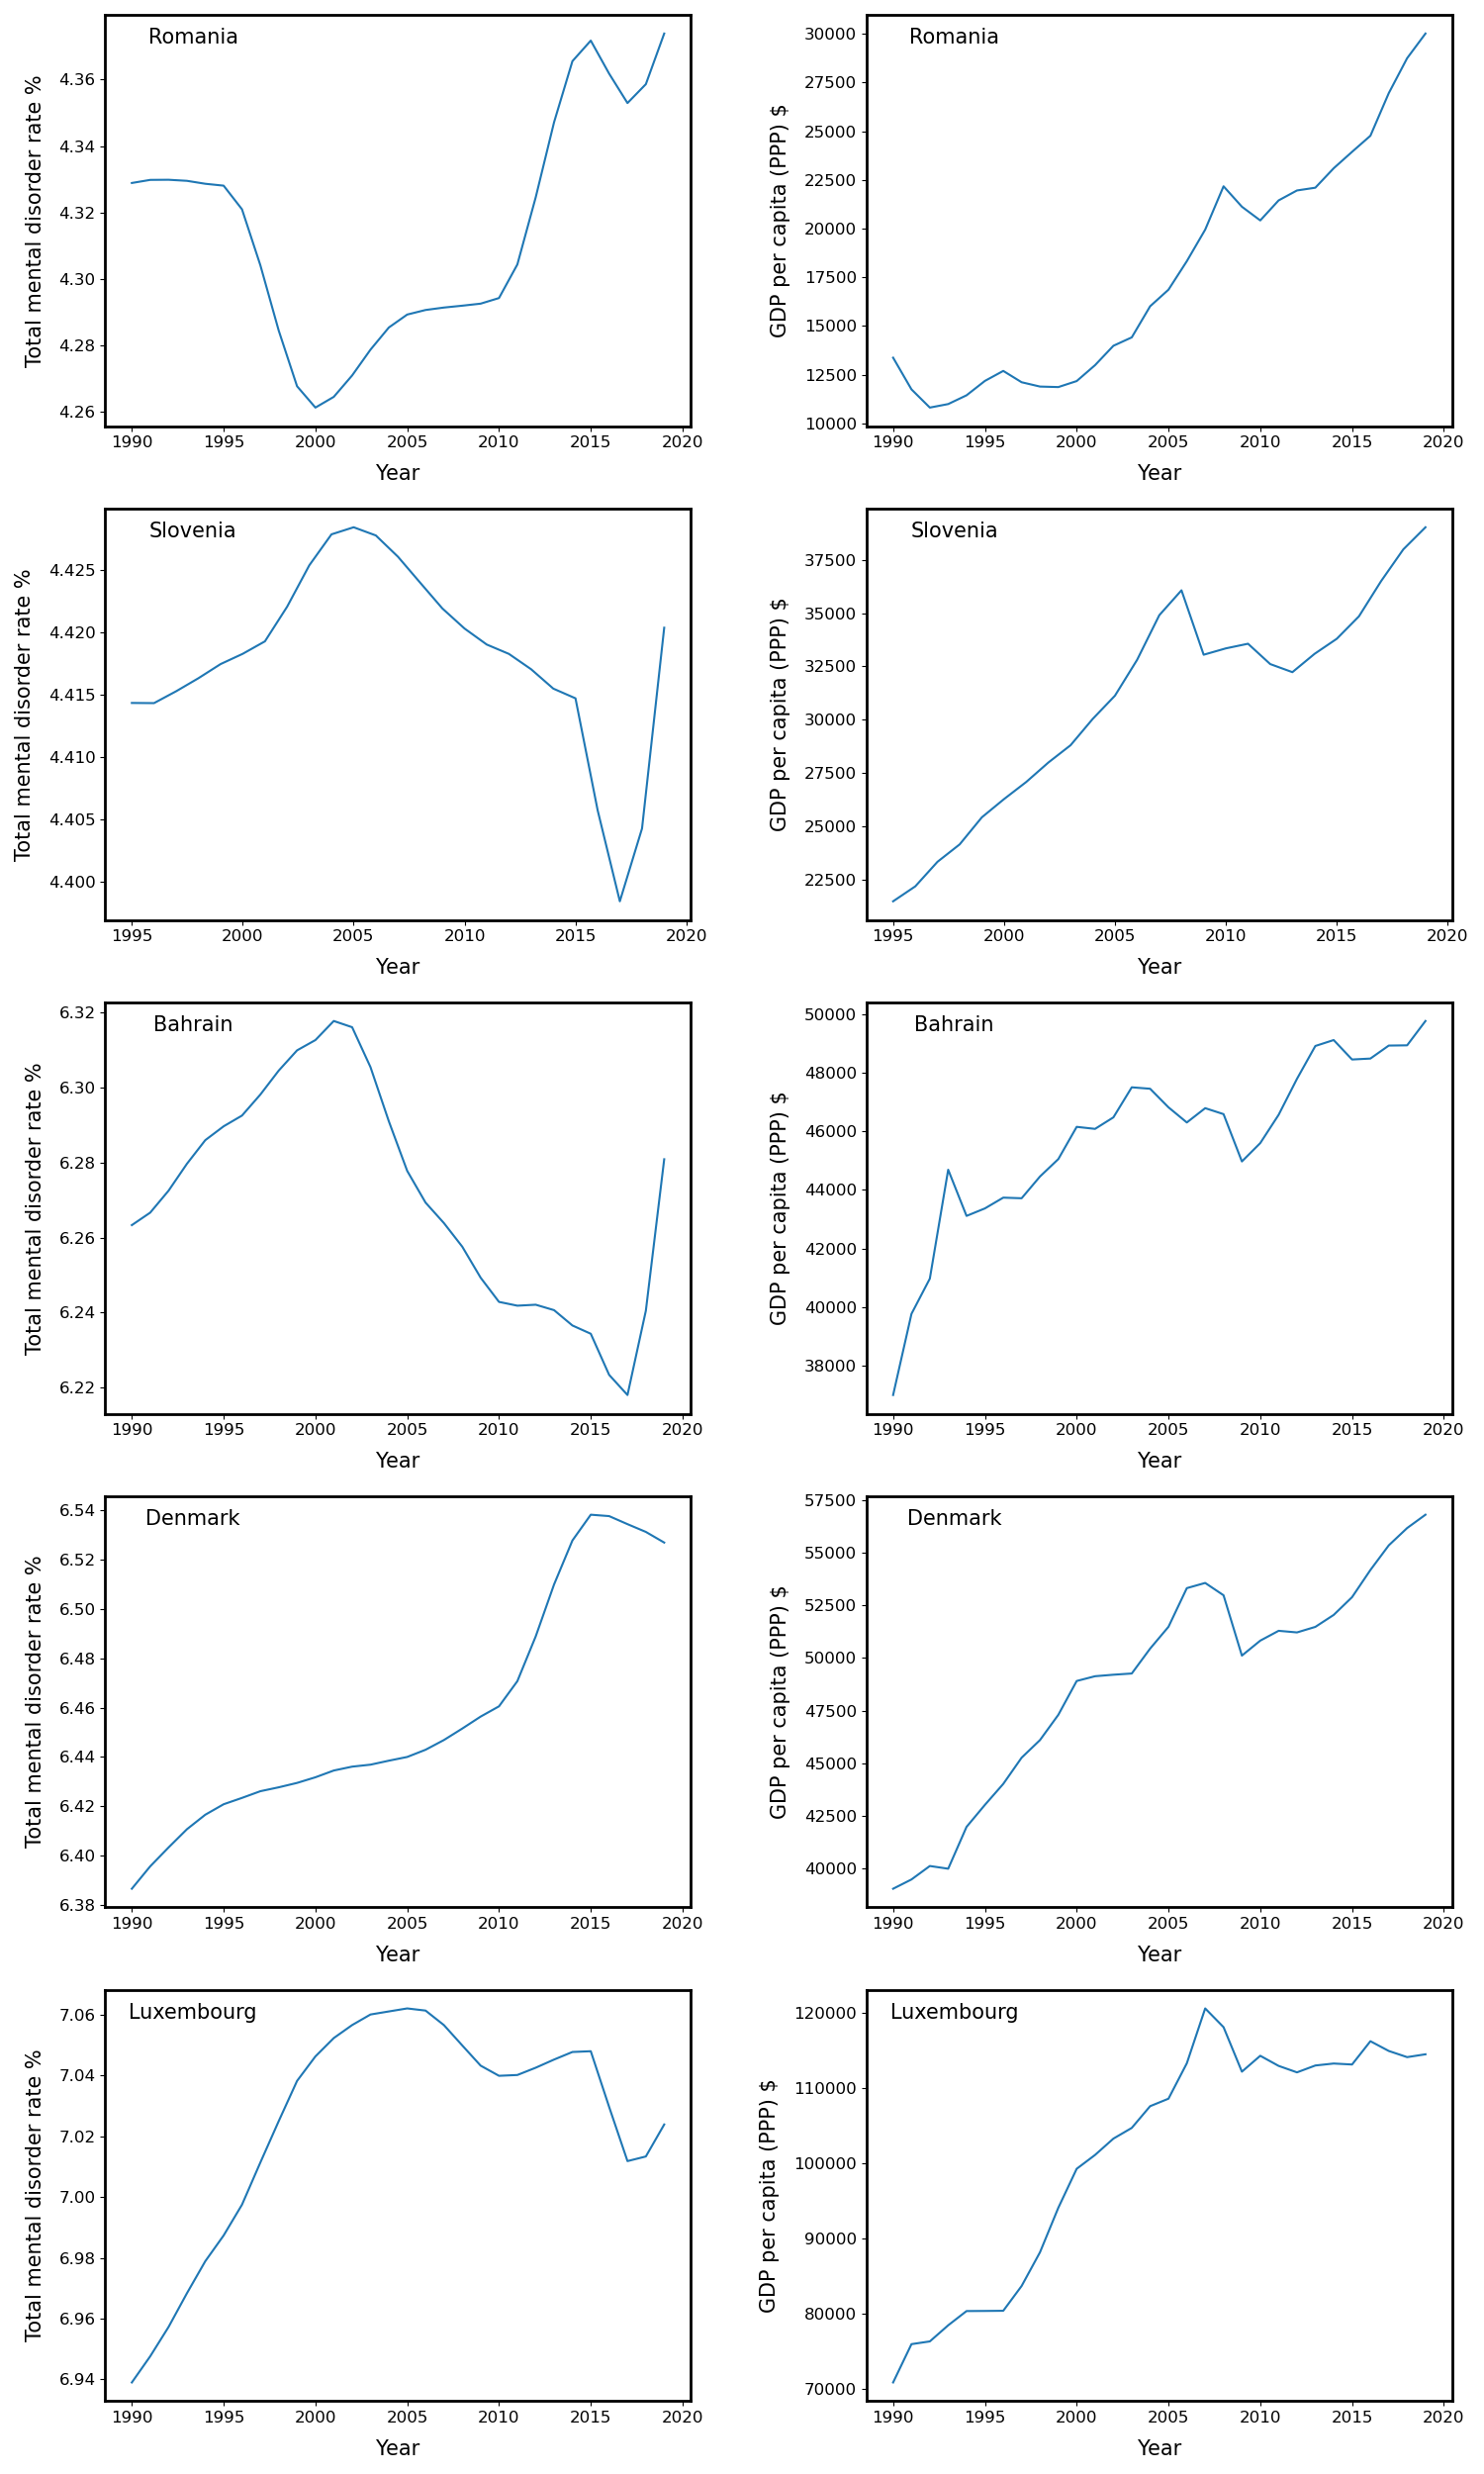 Romania
Total mental disorder rate %
4.36
4.34
4.32
4.30
4.28
4.26
1990 1995 2000 2005 2010 2015 2020
Year
Romania
GDP per capita (PPP) $
30000
27500
25000
22500
20000
17500
15000
12500
10000
1990 1995 2000 2005 2010 2015 2020
Year
Slovenia
Total mental disorder rate %
4.425
4.420
4.415
4.410
4.405
4.400
1995 2000 2005 2010 2015 2020
Year
Slovenia
GDP per capita (PPP) $
37500
35000
32500
30000
27500
25000
22500
1995 2000 2005 2010 2015 2020
Year
Bahrain
Total mental disorder rate %
6.32
6.30
6.28
6.26
6.24
6.22
1990 1995 2000 2005 2010 2015 2020
Year
Bahrain
GDP per capita (PPP) $
50000
48000
46000
44000
42000
40000
38000
1990 1995 2000 2005 2010 2015 2020
Year
Denmark
Total mental disorder rate %
6.54
6.52
6.50
6.48
6.46
6.44
6.42
6.40
6.38
1990 1995 2000 2005 2010 2015 2020
Year
Denmark
GDP per capita (PPP) $
57500
55000
52500
50000
47500
45000
42500
40000
1990 1995 2000 2005 2010 2015 2020
Year
Luxembourg
Total mental disorder rate %
7.06
7.04
7.02
7.00
6.98
6.96
6.94
1990 1995 2000 2005 2010 2015 2020
Year
Luxembourg
GDP per capita (PPP) $
120000
110000
100000
90000
80000
70000
1990 1995 2000 2005 2010 2015 2020
Year